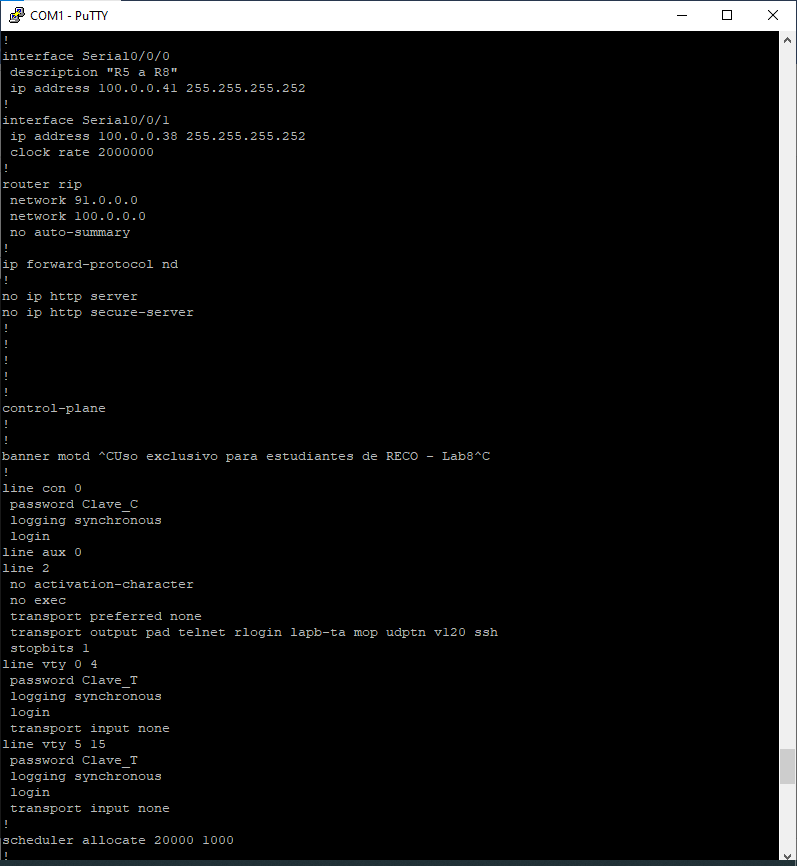 COM1 - PuTTY
!
interface Serial0/0/0
 description "R5 a R8"
 ip address 100.0.0.41 255.255.255.252
!
interface Serial0/0/1
 ip address 100.0.0.38 255.255.255.252
 clock rate 2000000
!
router rip
 network 91.0.0.0
 network 100.0.0.0
 no auto-summary
!
ip forward-protocol nd
!
no ip http server
no ip http secure-server
!
!
!
!
!
control-plane
!
!
banner motd ^CUso exclusivo para estudiantes de RECO - Lab8^C
!
line con 0
 password Clave_C
 logging synchronous
 login
line aux 0
line 2
 no activation-character
 no exec
 transport preferred none
 transport output pad telnet rlogin lapb-ta mop udptn v120 ssh
 stopbits 1
line vty 0 4
 password Clave_T
 logging synchronous
 login
 transport input none
line vty 5 15
 password Clave_T
 logging synchronous
 login
 transport input none
!
scheduler allocate 20000 1000
!